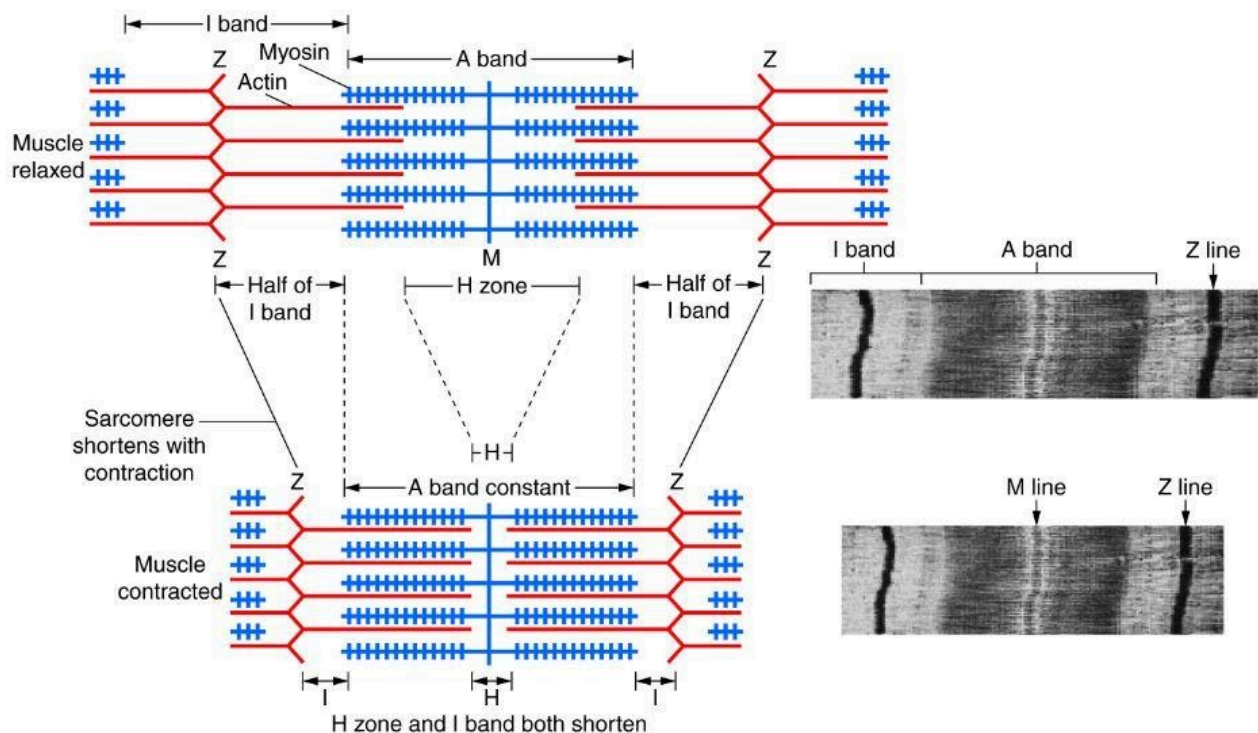 I band
Z
Myosin
A band
Z
Actin
Muscle
relaxed
Z
M
Z
Half of
I band
H zone
Half of
I band
I band
A band
Z line
Sarcomere
shortens with
contraction
H
Z
A band constant
Z
M line
Z line
Muscle
contracted
I
H
I
H zone and I band both shorten